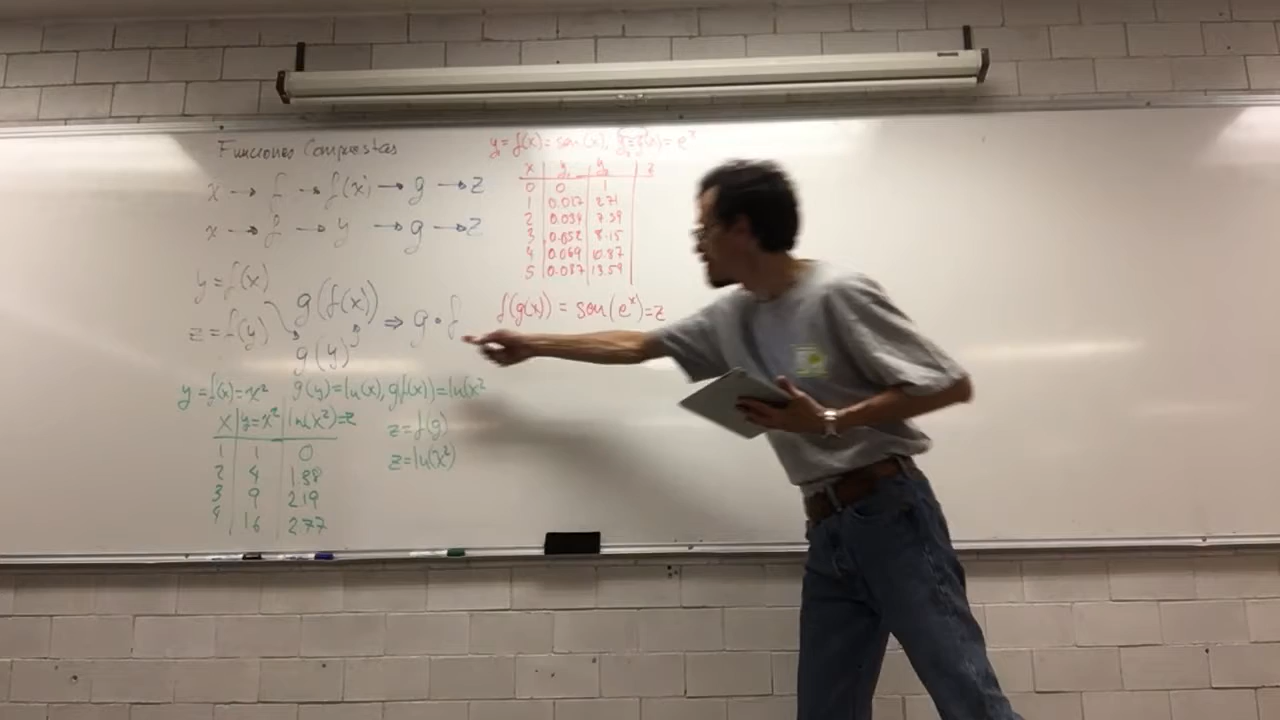 Funciones Compuestas
x → f → f(x) → g → z
x → f → y → g → z
y = f(x)
z = f(y)
g(f(x)) ⇒ g • f
g(y)
y = f(x) = x² g(y) = ln(x), g(f(x)) = ln(x²
x | y=x² | ln(x²)=z
1 | 1 | 0
2 | 4 | 1.38
3 | 9 | 2.19
4 | 16 | 2.77
z = f(g)
z = ln(x²)
y = f(x) = sen(x), = eˣ
x | y₁ | y₂ | z
0 | 0 | 1
1 | 0.017 | 2.71
2 | 0.034 | 7.39
3 | 0.052 | 8.15
4 | 0.069 | 10.87
5 | 0.087 | 13.59
f(g(x)) = sen(eˣ) = z